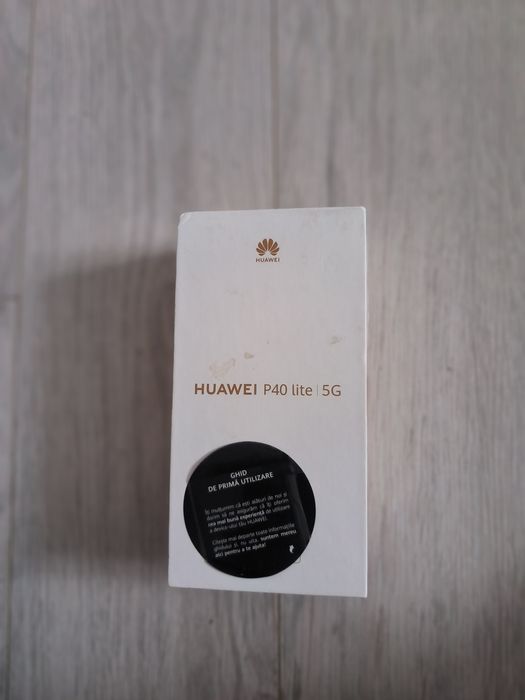 HUAWEI
HUAWEI P40 lite | 5G
GHID
DE PRIMĂ UTILIZARE
Îți mulțumim că ești alături de noi și
dorim să ne asigurăm că îți oferim
cea mai bună experiență de utilizare
a device-ului tău HUAWEI.
Citește mai departe toate informațiile
ghidului și, nu uita, suntem mereu
aici pentru a te ajuta!